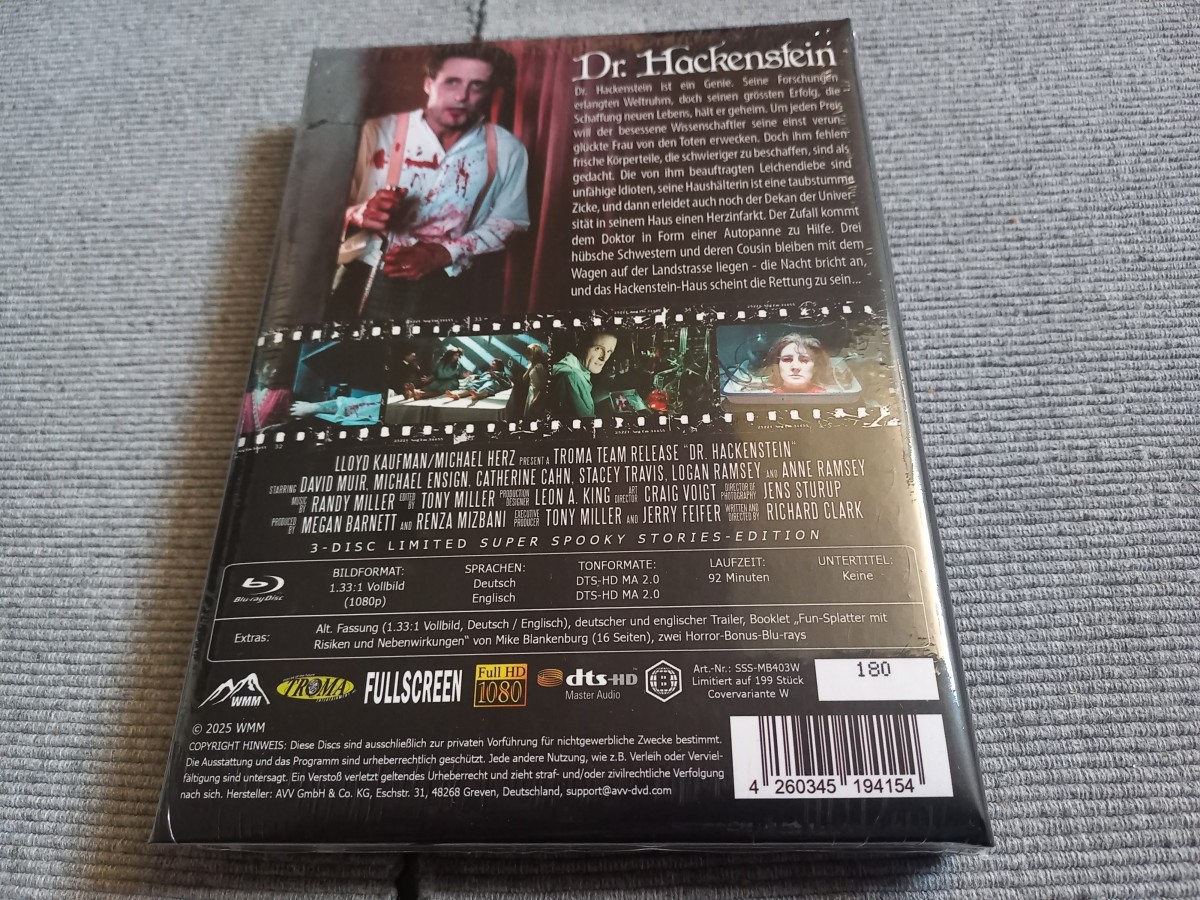 Dr. Hackenstein
Dr. Hackenstein ist ein Genie. Seine Forschungen
erlangten Weltruhm, doch seinen grössten Erfolg, die
Schaffung neuen Lebens, hält er geheim. Um jeden Preis
will der besessene Wissenschaftler seine einst verun-
glückte Frau von den Toten erwecken. Doch ihm fehlen
frische Körperteile, die schwieriger zu beschaffen, sind als
gedacht. Die von ihm beauftragten Leichendiebe sind
unfähige Idioten, seine Haushälterin ist eine taubstumme
Zicke, und dann erleidet auch noch der Dekan der Univer-
sität in seinem Haus einen Herzinfarkt. Der Zufall kommt
dem Doktor in Form einer Autopanne zu Hilfe. Drei
hübsche Schwestern und deren Cousin bleiben mit dem
Wagen auf der Landstrasse liegen - die Nacht bricht an,
und das Hackenstein-Haus scheint die Rettung zu sein...
LLOYD KAUFMAN/MICHAEL HERZ PRESENT A TROMA TEAM RELEASE "DR. HACKENSTEIN"
STARRING DAVID MUIR, MICHAEL ENSIGN, CATHERINE CAHN, STACEY TRAVIS, LOGAN RAMSEY AND ANNE RAMSEY
MUSIC BY RANDY MILLER EDITED BY TONY MILLER PRODUCTION DESIGNER LEON A. KING ART DIRECTOR CRAIG VOIGT DIRECTOR OF PHOTOGRAPHY JENS STURUP
PRODUCED BY MEGAN BARNETT AND RENZA MIZBANI EXECUTIVE PRODUCER TONY MILLER AND JERRY FEIFER WRITTEN AND DIRECTED BY RICHARD CLARK
3-DISC LIMITED SUPER SPOOKY STORIES-EDITION
Blu-ray Disc
BILDFORMAT:
1.33:1 Vollbild
(1080p)
SPRACHEN:
Deutsch
Englisch
TONFORMATE:
DTS-HD MA 2.0
DTS-HD MA 2.0
LAUFZEIT:
92 Minuten
UNTERTITEL:
Keine
Extras: Alt. Fassung (1.33:1 Vollbild, Deutsch / Englisch), deutscher und englischer Trailer, Booklet „Fun-Splatter mit
Risiken und Nebenwirkungen“ von Mike Blankenburg (16 Seiten), zwei Horror-Bonus-Blu-rays
WMM
TROMA
FULLSCREEN
Full HD
1080
dts-HD
Master Audio
Art.-Nr.: SSS-MB403W
Limitiert auf 199 Stück
Covervariante W
180
© 2025 WMM
COPYRIGHT HINWEIS: Diese Discs sind ausschließlich zur privaten Vorführung für nichtgewerbliche Zwecke bestimmt.
Die Ausstattung und das Programm sind urheberrechtlich geschützt. Jede andere Nutzung, wie z.B. Verleih oder Verviel-
fältigung sind untersagt. Ein Verstoß verletzt geltendes Urheberrecht und zieht straf- und/oder zivilrechtliche Verfolgung
nach sich. Hersteller: AVV GmbH & Co. KG, Eschstr. 31, 48268 Greven, Deutschland, support@avv-dvd.com
4 260345 194154